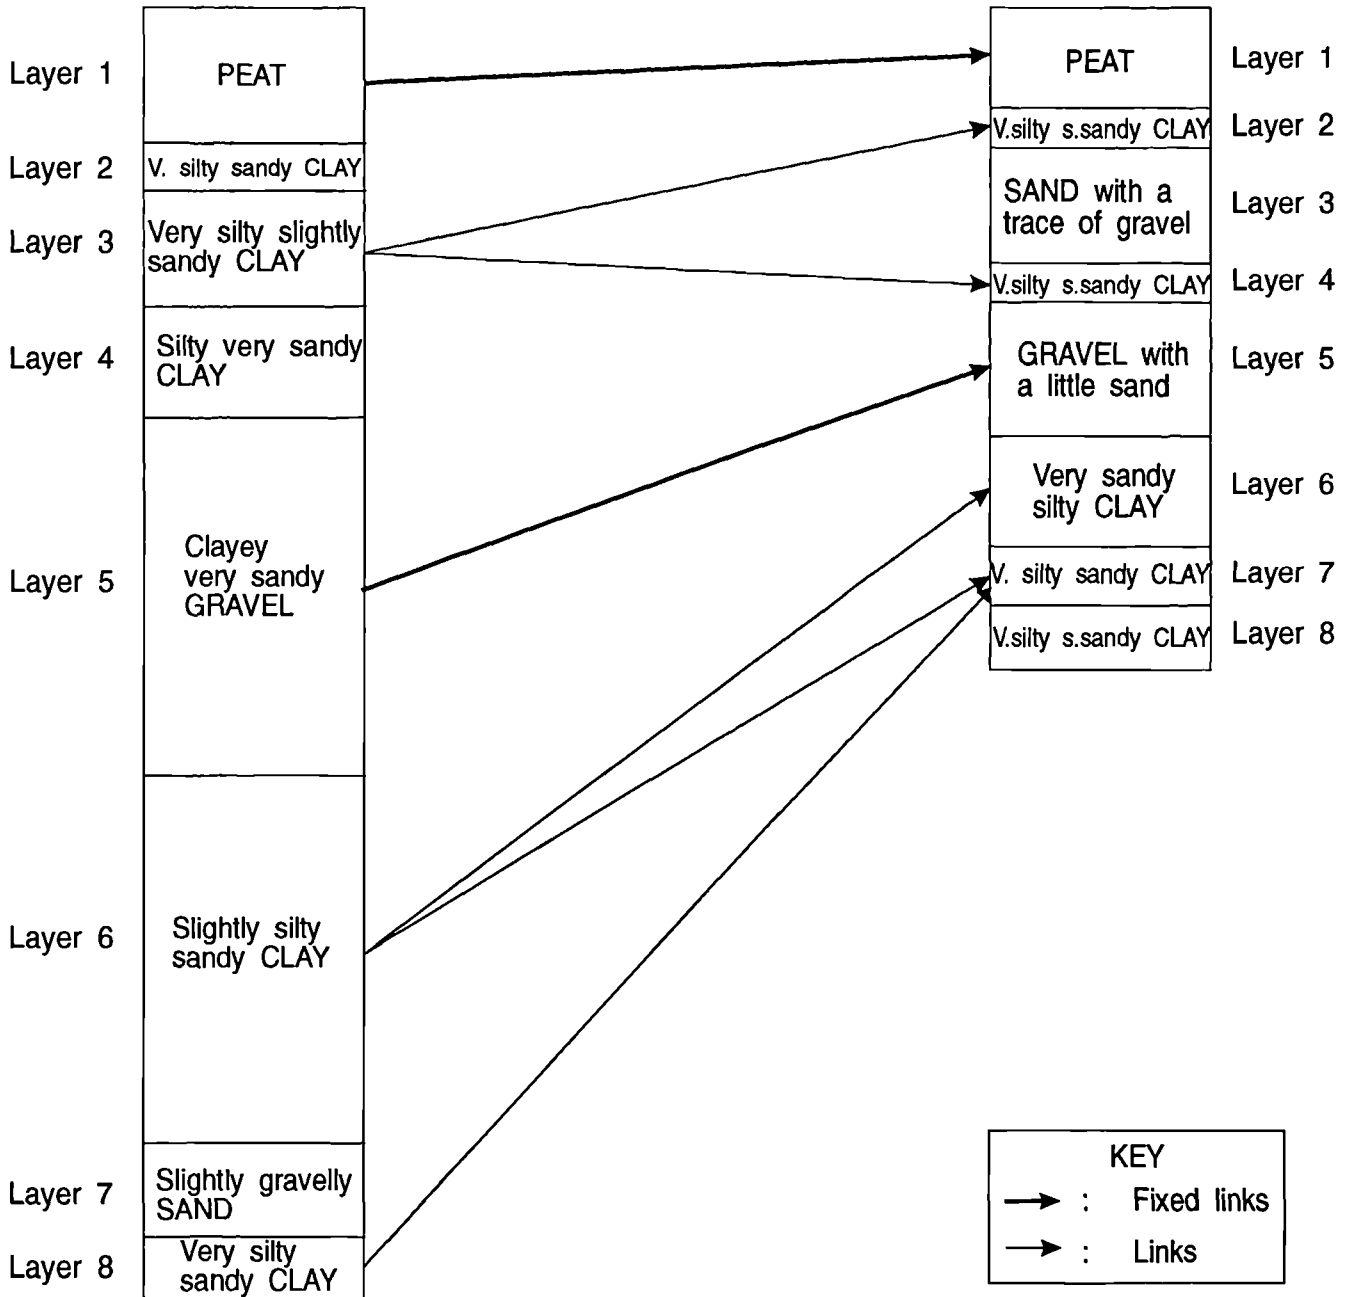 Layer 1
PEAT
Layer 2
V. silty sandy CLAY
Layer 3
Very silty slightly
sandy CLAY
Layer 4
Silty very sandy
CLAY
Layer 5
Clayey
very sandy
GRAVEL
Layer 6
Slightly silty
sandy CLAY
Layer 7
Slightly gravelly
SAND
Layer 8
Very silty
sandy CLAY
PEAT
Layer 1
V.silty s.sandy CLAY
Layer 2
SAND with a
trace of gravel
Layer 3
V.silty s.sandy CLAY
Layer 4
GRAVEL with
a little sand
Layer 5
Very sandy
silty CLAY
Layer 6
V. silty sandy CLAY
Layer 7
V.silty s.sandy CLAY
Layer 8
KEY
: Fixed links
: Links